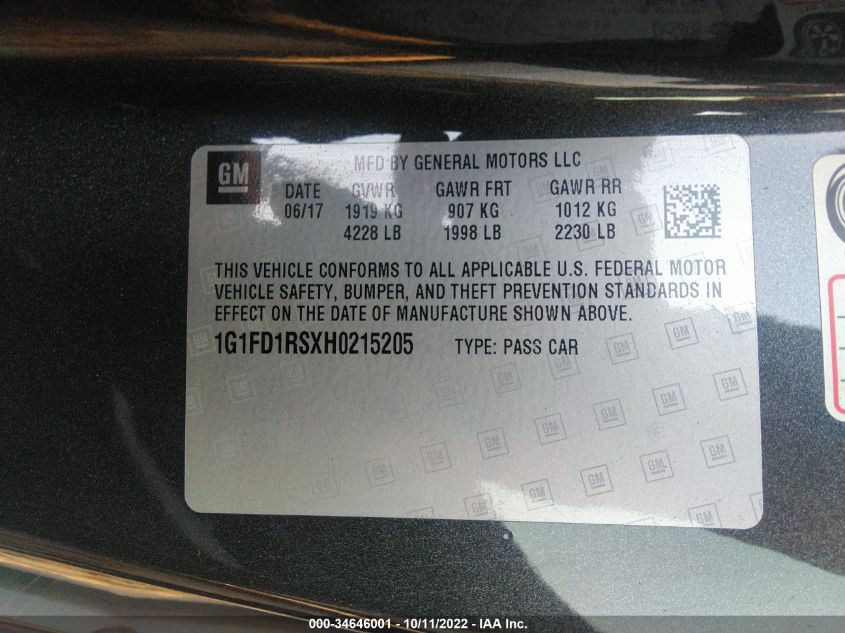 GM
MFD BY GENERAL MOTORS LLC
DATE GVWR GAWR FRT GAWR RR
06/17 1919 KG 907 KG 1012 KG
4228 LB 1998 LB 2230 LB
THIS VEHICLE CONFORMS TO ALL APPLICABLE U.S. FEDERAL MOTOR
VEHICLE SAFETY, BUMPER, AND THEFT PREVENTION STANDARDS IN
EFFECT ON THE DATE OF MANUFACTURE SHOWN ABOVE.
1G1FD1RSXH0215205 TYPE: PASS CAR
000-34646001 - 10/11/2022 - IAA Inc.